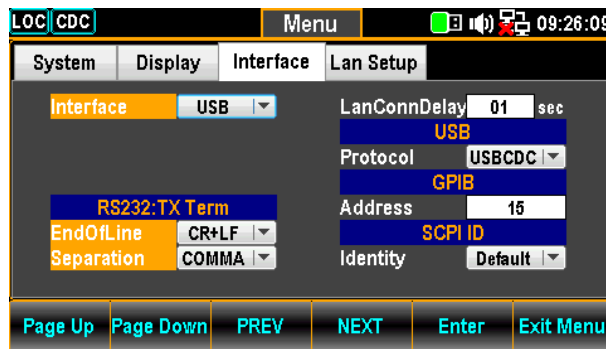 LOC CDC Menu 09:26:09
System Display Interface Lan Setup
Interface USB
LanConnDelay 01 sec
USB
Protocol USBCDC
GPIB
RS232:TX Term
Address 15
EndOfLine CR+LF
SCPI ID
Separation COMMA
Identity Default
Page Up Page Down PREV NEXT Enter Exit Menu